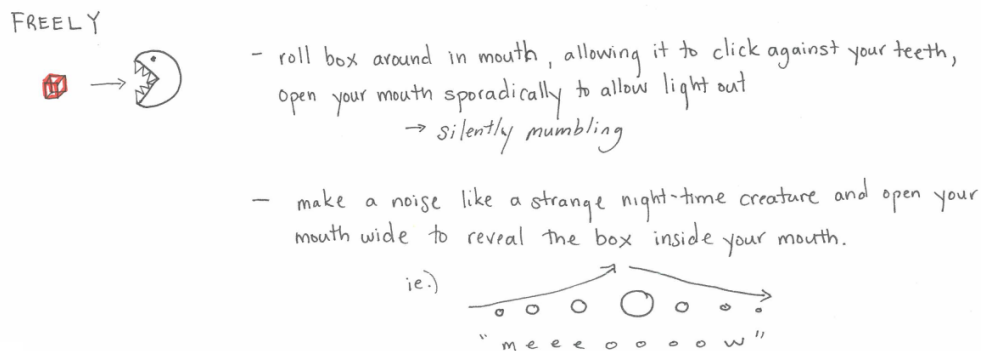 FREELY
- roll box around in mouth, allowing it to click against your teeth,
open your mouth sporadically to allow light out
→ silently mumbling
- make a noise like a strange night-time creature and open your
mouth wide to reveal the box inside your mouth.
ie.)
"m e e e o o o o w"